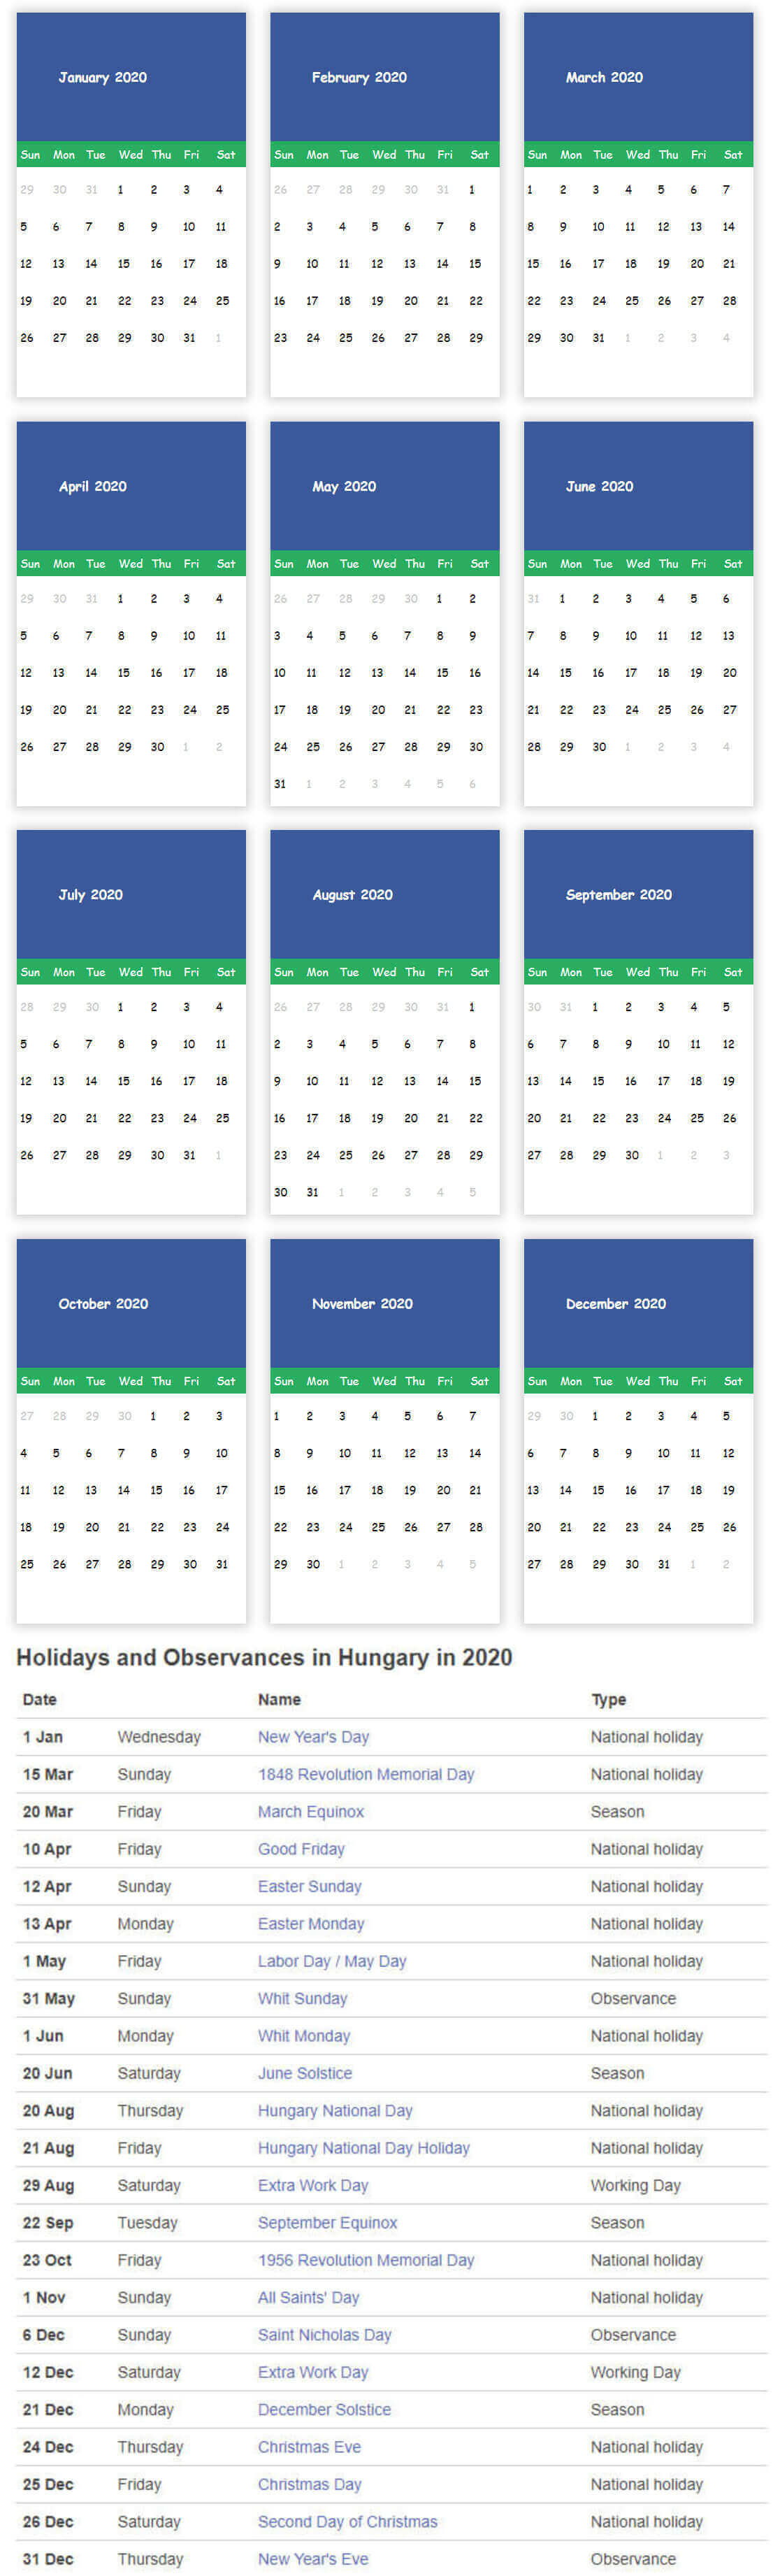 January 2020
Sun Mon Tue Wed Thu Fri Sat
29 30 31 1 2 3 4
5 6 7 8 9 10 11
12 13 14 15 16 17 18
19 20 21 22 23 24 25
26 27 28 29 30 31 1
February 2020
Sun Mon Tue Wed Thu Fri Sat
26 27 28 29 30 31 1
2 3 4 5 6 7 8
9 10 11 12 13 14 15
16 17 18 19 20 21 22
23 24 25 26 27 28 29
March 2020
Sun Mon Tue Wed Thu Fri Sat
1 2 3 4 5 6 7
8 9 10 11 12 13 14
15 16 17 18 19 20 21
22 23 24 25 26 27 28
29 30 31 1 2 3 4
April 2020
Sun Mon Tue Wed Thu Fri Sat
29 30 31 1 2 3 4
5 6 7 8 9 10 11
12 13 14 15 16 17 18
19 20 21 22 23 24 25
26 27 28 29 30 1 2
May 2020
Sun Mon Tue Wed Thu Fri Sat
26 27 28 29 30 1 2
3 4 5 6 7 8 9
10 11 12 13 14 15 16
17 18 19 20 21 22 23
24 25 26 27 28 29 30
31 1 2 3 4 5 6
June 2020
Sun Mon Tue Wed Thu Fri Sat
31 1 2 3 4 5 6
7 8 9 10 11 12 13
14 15 16 17 18 19 20
21 22 23 24 25 26 27
28 29 30 1 2 3 4
July 2020
Sun Mon Tue Wed Thu Fri Sat
28 29 30 1 2 3 4
5 6 7 8 9 10 11
12 13 14 15 16 17 18
19 20 21 22 23 24 25
26 27 28 29 30 31 1
August 2020
Sun Mon Tue Wed Thu Fri Sat
26 27 28 29 30 31 1
2 3 4 5 6 7 8
9 10 11 12 13 14 15
16 17 18 19 20 21 22
23 24 25 26 27 28 29
30 31 1 2 3 4 5
September 2020
Sun Mon Tue Wed Thu Fri Sat
30 31 1 2 3 4 5
6 7 8 9 10 11 12
13 14 15 16 17 18 19
20 21 22 23 24 25 26
27 28 29 30 1 2 3
October 2020
Sun Mon Tue Wed Thu Fri Sat
27 28 29 30 1 2 3
4 5 6 7 8 9 10
11 12 13 14 15 16 17
18 19 20 21 22 23 24
25 26 27 28 29 30 31
November 2020
Sun Mon Tue Wed Thu Fri Sat
1 2 3 4 5 6 7
8 9 10 11 12 13 14
15 16 17 18 19 20 21
22 23 24 25 26 27 28
29 30 1 2 3 4 5
December 2020
Sun Mon Tue Wed Thu Fri Sat
29 30 1 2 3 4 5
6 7 8 9 10 11 12
13 14 15 16 17 18 19
20 21 22 23 24 25 26
27 28 29 30 31 1 2
Holidays and Observances in Hungary in 2020
Date Name Type
1 Jan Wednesday New Year's Day National holiday
15 Mar Sunday 1848 Revolution Memorial Day National holiday
20 Mar Friday March Equinox Season
10 Apr Friday Good Friday National holiday
12 Apr Sunday Easter Sunday National holiday
13 Apr Monday Easter Monday National holiday
1 May Friday Labor Day / May Day National holiday
31 May Sunday Whit Sunday Observance
1 Jun Monday Whit Monday National holiday
20 Jun Saturday June Solstice Season
20 Aug Thursday Hungary National Day National holiday
21 Aug Friday Hungary National Day Holiday National holiday
29 Aug Saturday Extra Work Day Working Day
22 Sep Tuesday September Equinox Season
23 Oct Friday 1956 Revolution Memorial Day National holiday
1 Nov Sunday All Saints' Day National holiday
6 Dec Sunday Saint Nicholas Day Observance
12 Dec Saturday Extra Work Day Working Day
21 Dec Monday December Solstice Season
24 Dec Thursday Christmas Eve National holiday
25 Dec Friday Christmas Day National holiday
26 Dec Saturday Second Day of Christmas National holiday
31 Dec Thursday New Year's Eve Observance